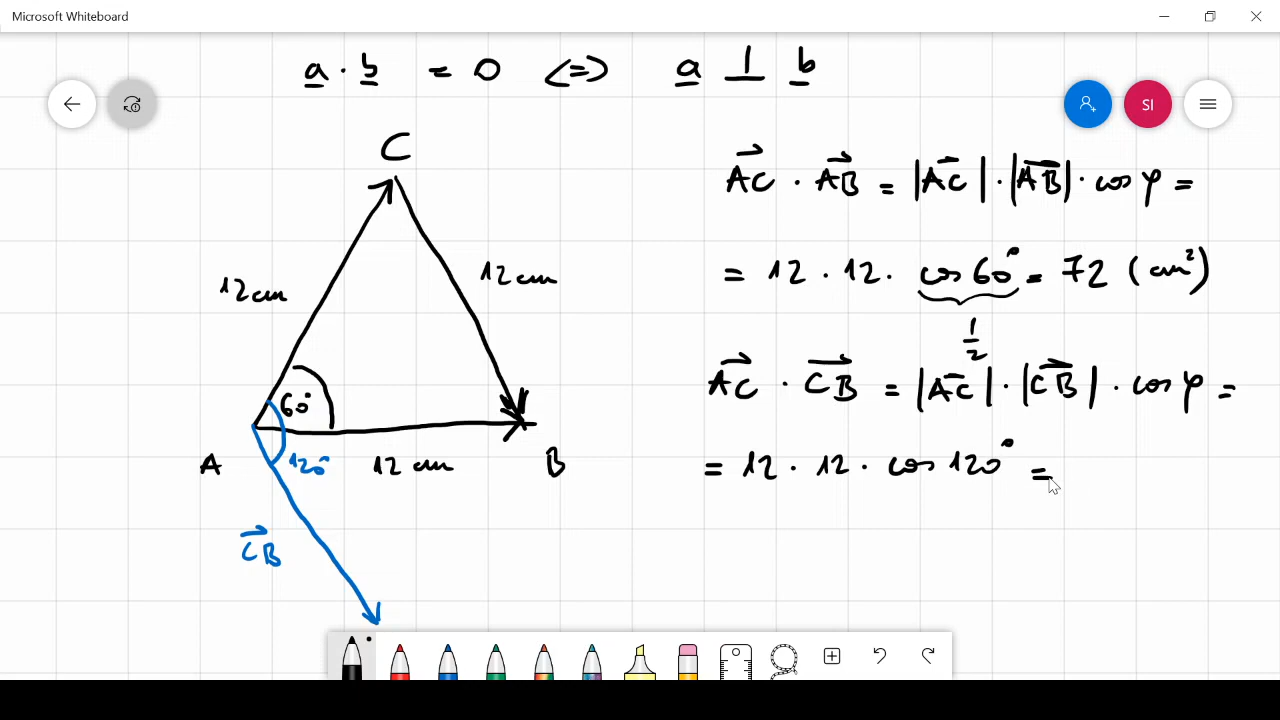 Microsoft Whiteboard
a · b = 0 <=> a ⊥ b
SI
C
AC · AB = |AC| · |AB| · cos φ =
12 cm
12 cm
= 12 · 12 · cos 60° = 72 (cm²)
1/2
AC · CB = |AC| · |CB| · cos φ =
60°
A
120°
12 cm
B
= 12 · 12 · cos 120° =
CB